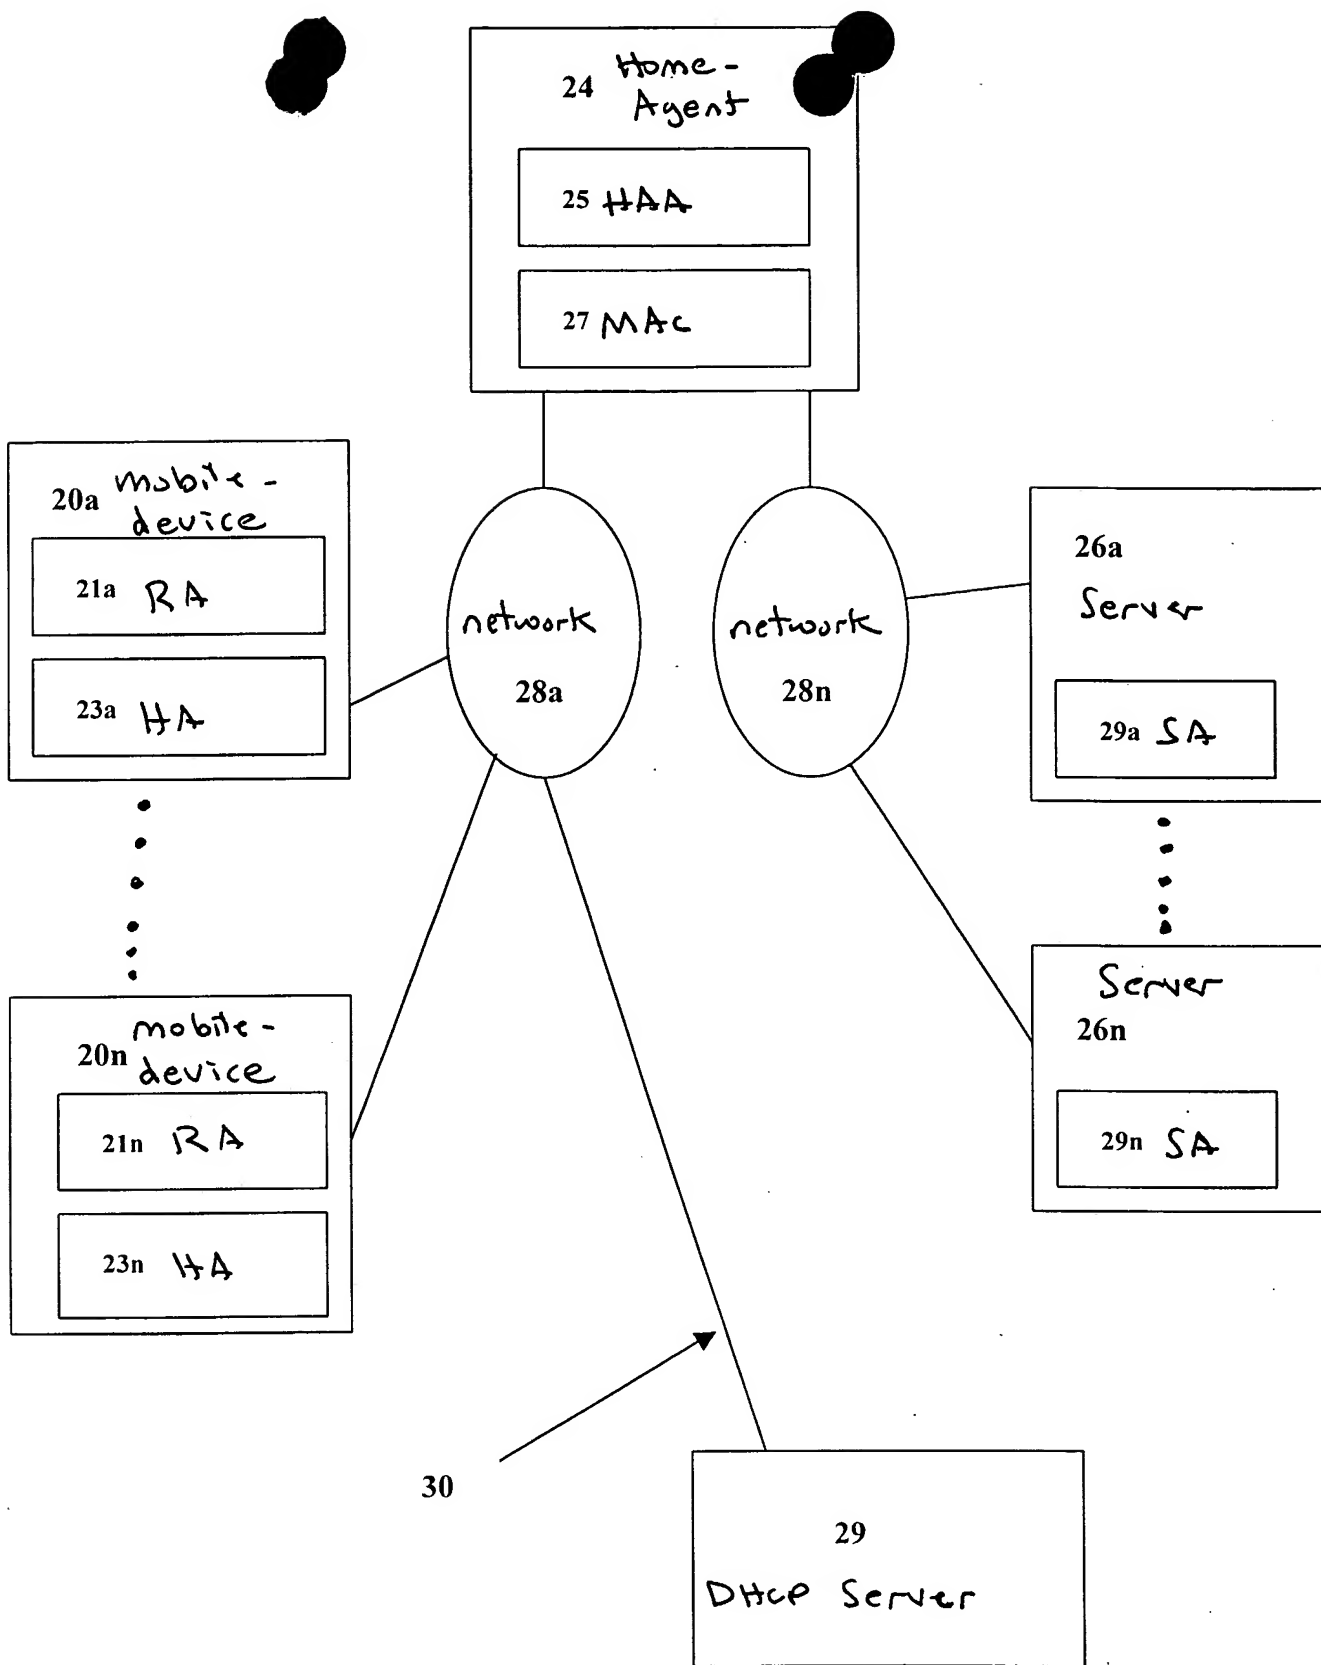 24 Home-
Agent
25 HAA
27 MAC
20a mobile-
device
21a RA
23a HA
network
28a
network
28n
26a
Server
29a SA
20n mobile-
device
21n RA
23n HA
Server
26n
29n SA
30
29
DHCP Server